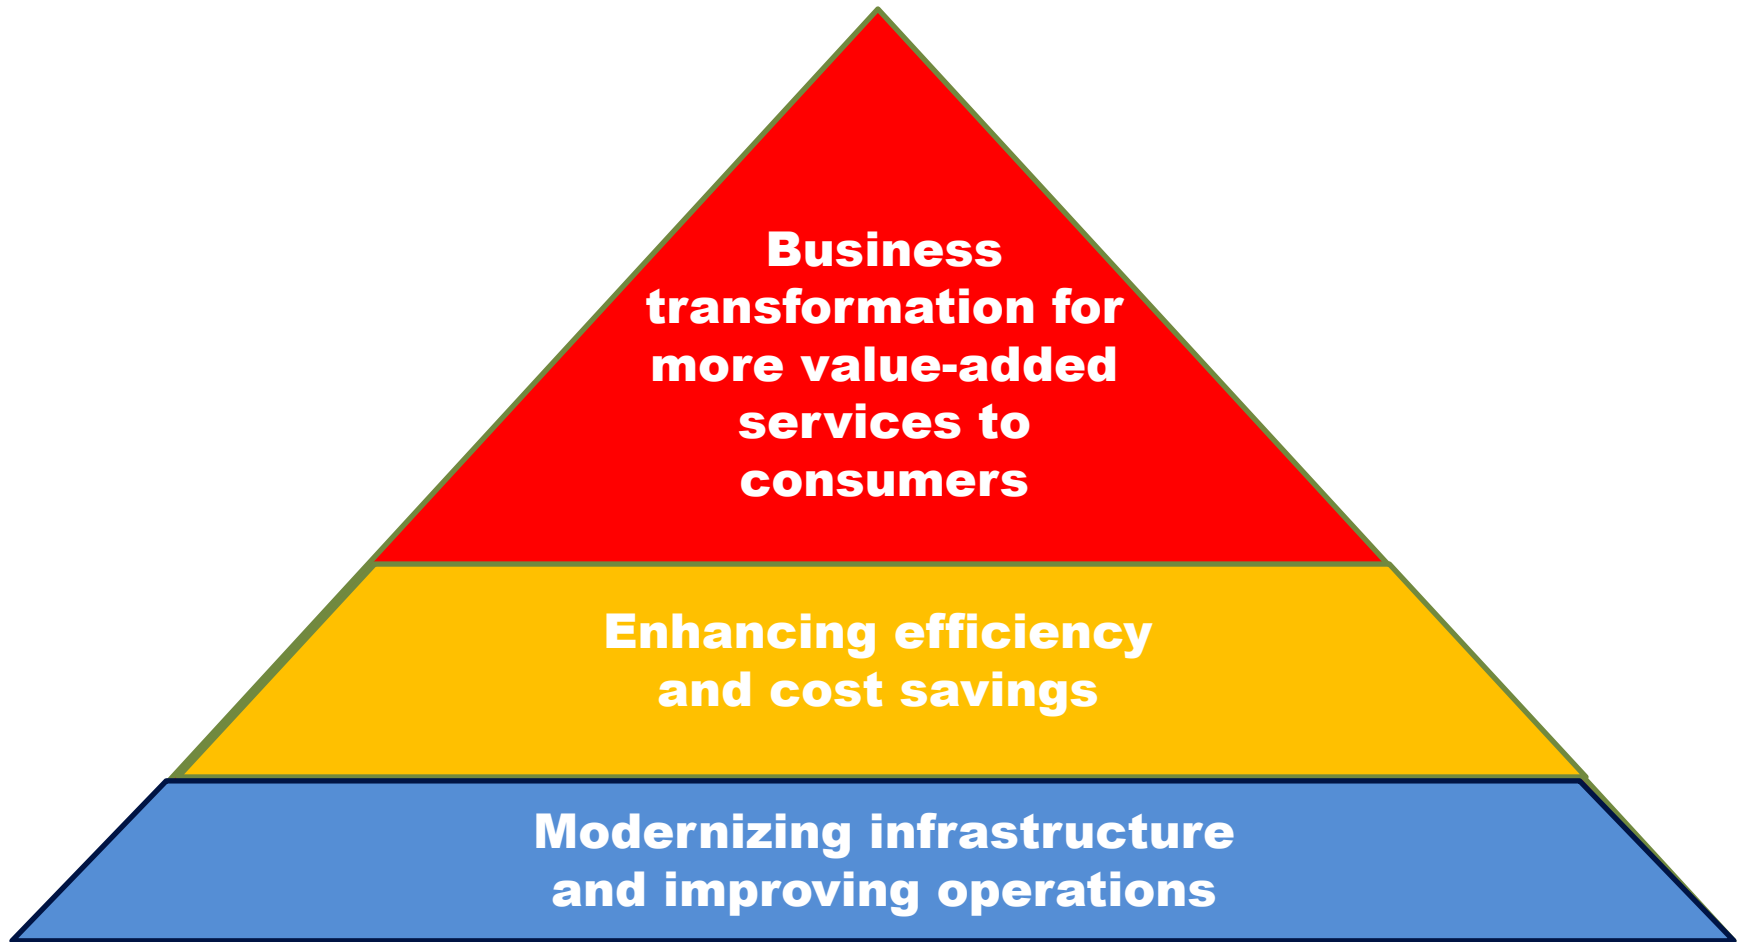 Business
transformation for
more value-added
services to
consumers
Enhancing efficiency
and cost savings
Modernizing infrastructure
and improving operations